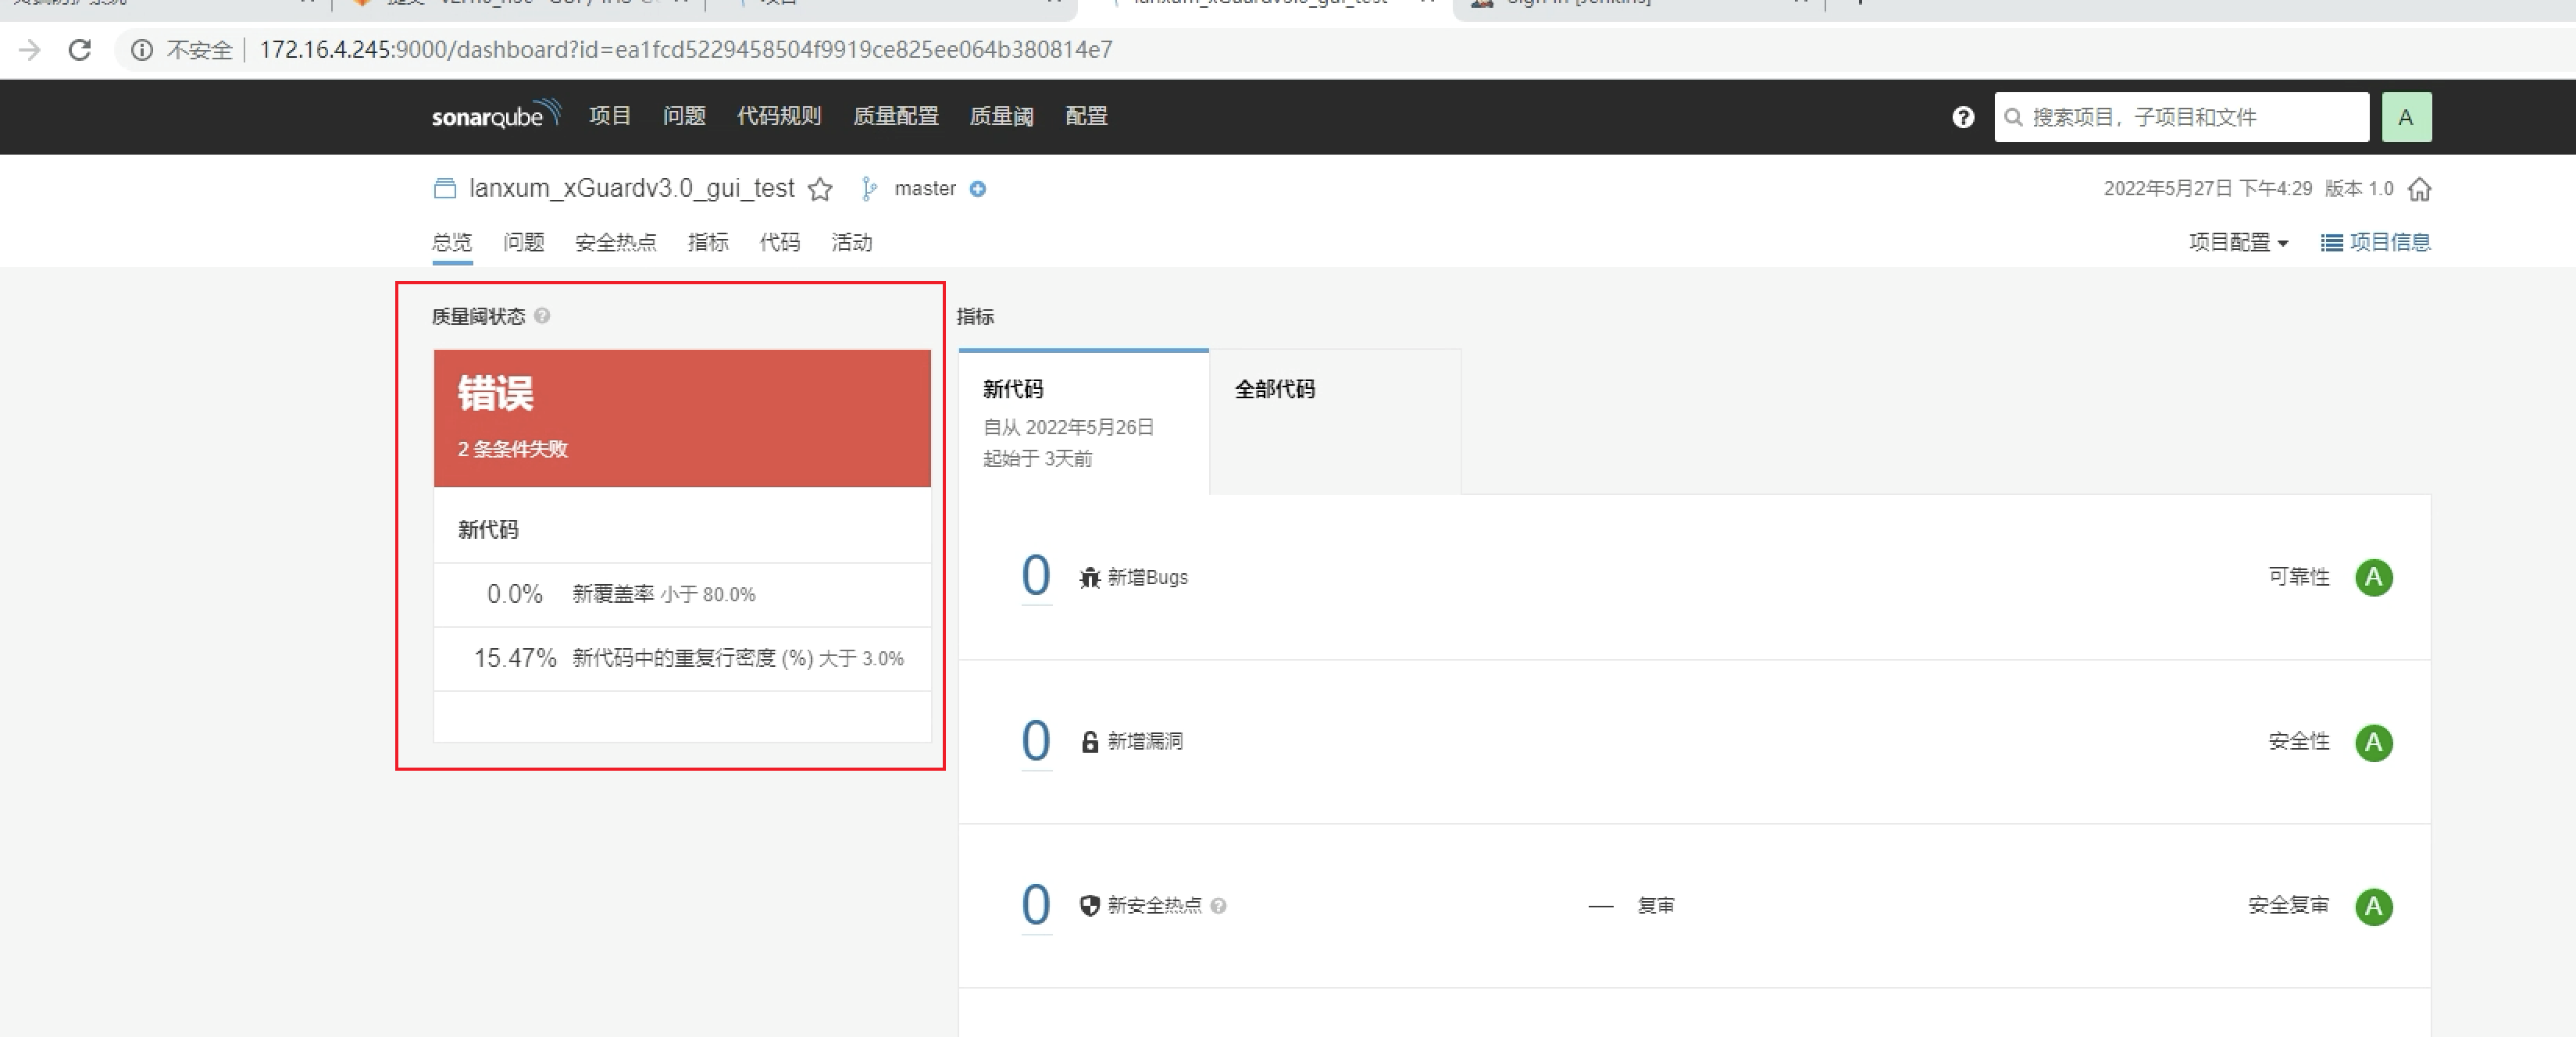 不安全 172.16.4.245:9000/dashboard?id=ea1fcd5229458504f9919ce825ee064b380814e7
sonarqube 项目 问题 代码规则 质量配置 质量阈 配置 搜索项目，子项目和文件 A
lanxum_xGuardv3.0_gui_test master 2022年5月27日 下午4:29 版本 1.0
总览 问题 安全热点 指标 代码 活动 项目配置 项目信息
质量阈状态
错误
2 条条件失败
新代码
0.0% 新覆盖率 小于 80.0%
15.47% 新代码中的重复行密度 (%) 大于 3.0%
指标
新代码
自从 2022年5月26日
起始于 3天前
全部代码
0 新增Bugs 可靠性 A
0 新增漏洞 安全性 A
0 新安全热点 — 复审 安全复审 A